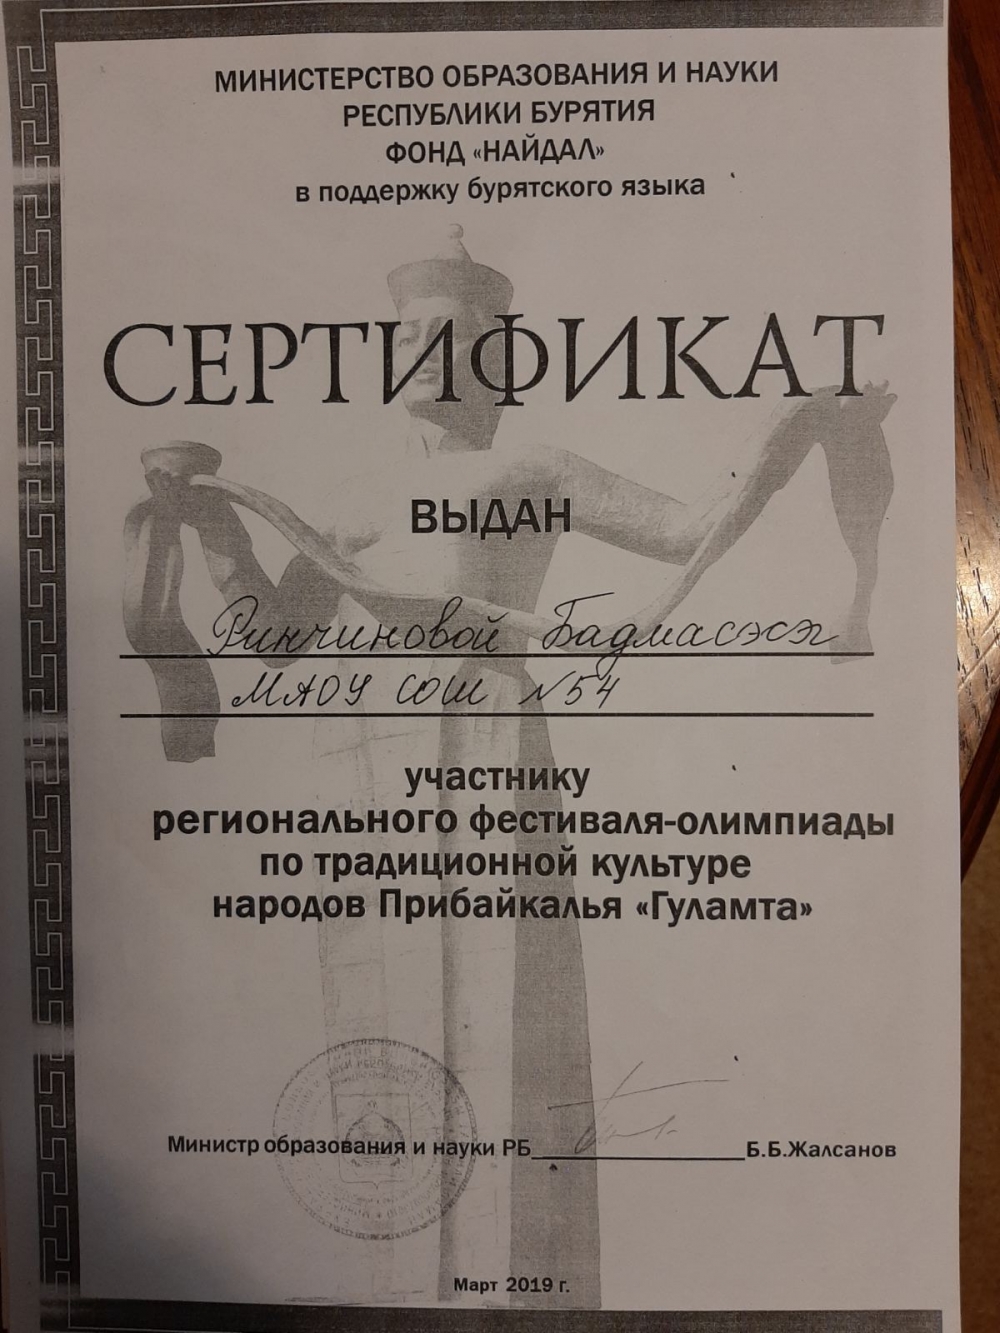 МИНИСТЕРСТВО ОБРАЗОВАНИЯ И НАУКИ
РЕСПУБЛИКИ БУРЯТИЯ
ФОНД «НАЙДАЛ»
в поддержку бурятского языка
СЕРТИФИКАТ
ВЫДАН
Ринчиновой Бадмасэсэг
МАОУ СОШ №54
участнику
регионального фестиваля-олимпиады
по традиционной культуре
народов Прибайкалья «Гуламта»
Министр образования и науки РБ Б.Б.Жалсанов
Март 2019 г.